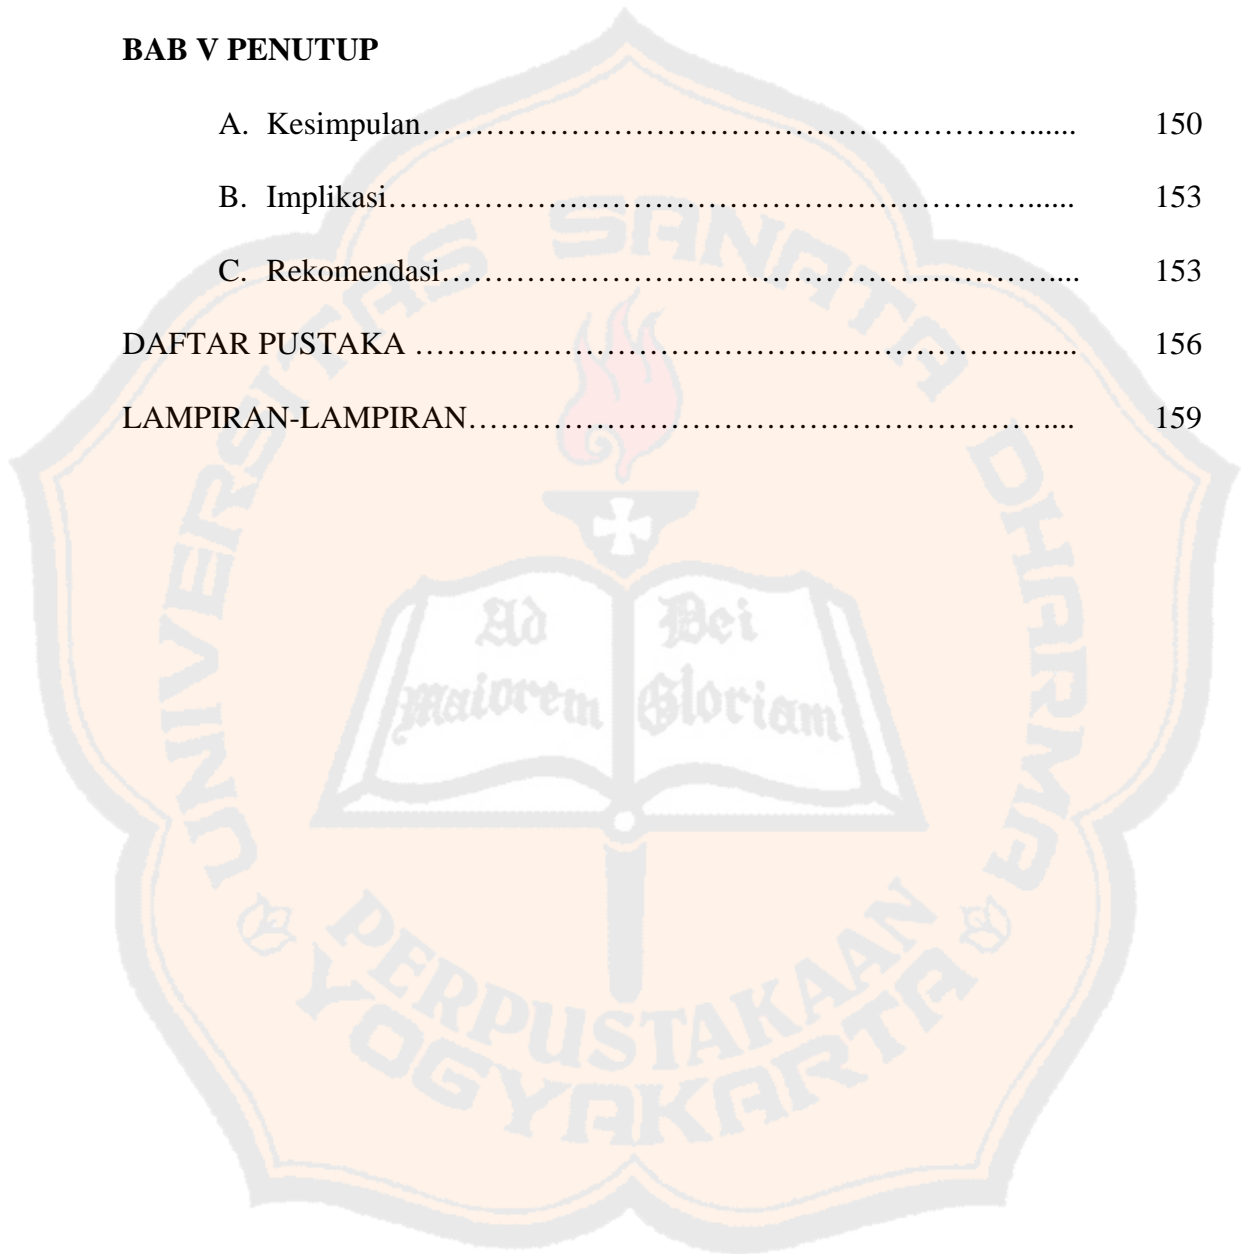 BAB V PENUTUP
A. Kesimpulan…………………………………………………………...... 150
B. Implikasi……………………………………………………………...... 153
C. Rekomendasi………………………………………………………….... 153
DAFTAR PUSTAKA ………………………………………………………....... 156
LAMPIRAN-LAMPIRAN……………………………………………………….... 159
UNIVERSITAS SANATA DHARMA
Ad Dei
maiorem Gloriam
PERPUSTAKAAN
YOGYAKARTA